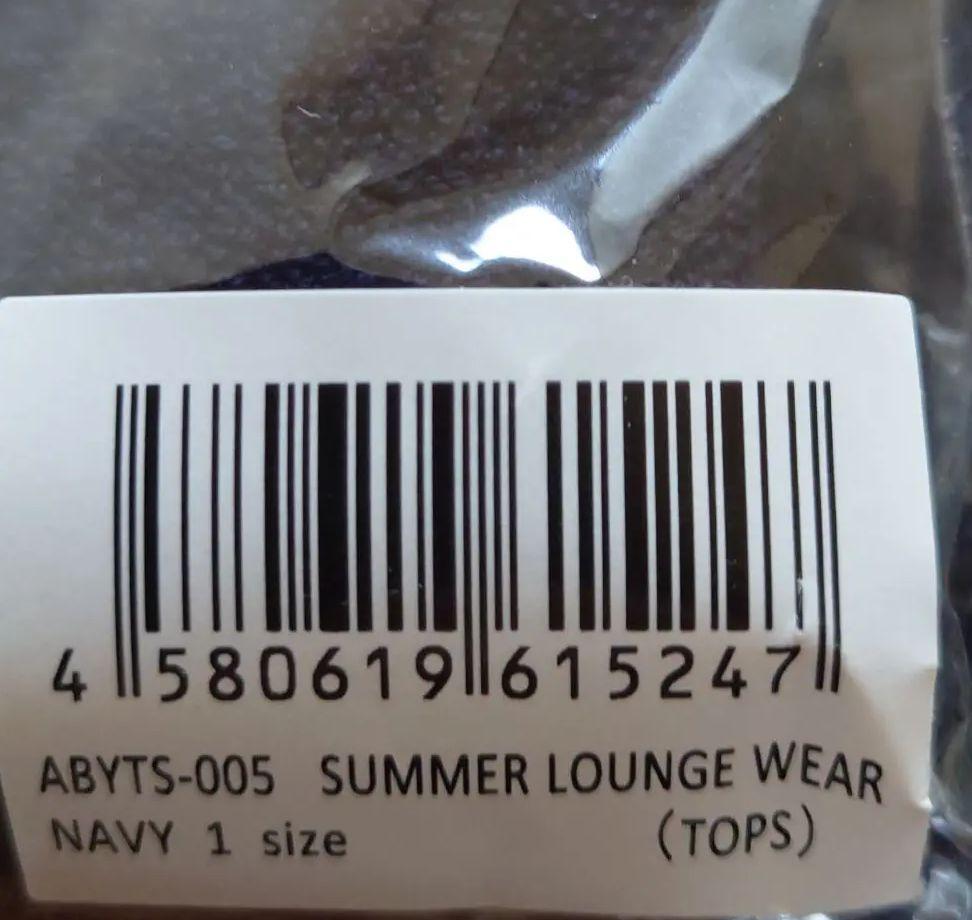 4 580619 615247
ABYTS-005 SUMMER LOUNGE WEAR
NAVY 1 size (TOPS)